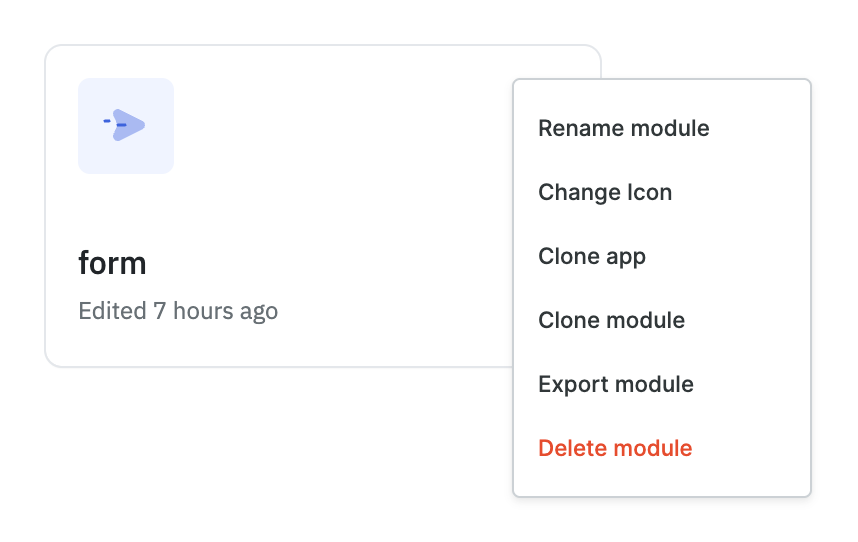 form
Edited 7 hours ago
Rename module
Change Icon
Clone app
Clone module
Export module
Delete module